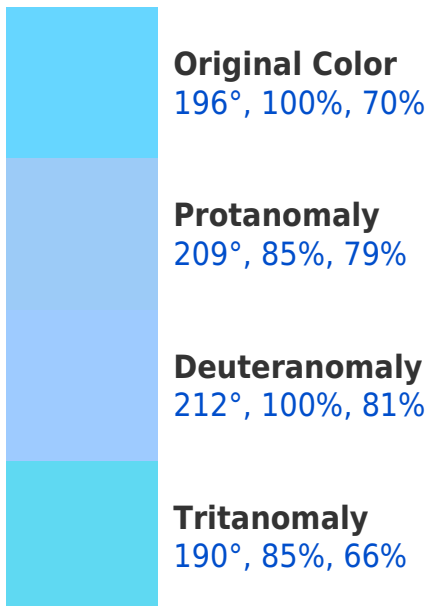 Original Color
196°, 100%, 70%
Protanomaly
209°, 85%, 79%
Deuteranomaly
212°, 100%, 81%
Tritanomaly
190°, 85%, 66%